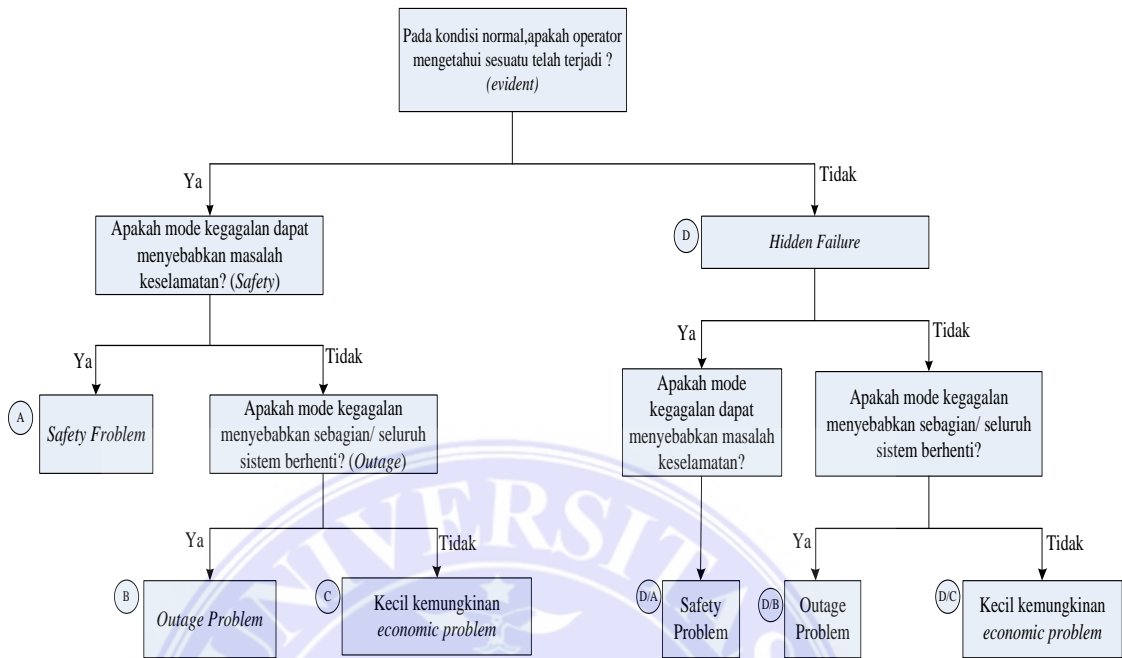 Pada kondisi normal,apakah operator
mengetahui sesuatu telah terjadi ?
(evident)
Ya
Tidak
Apakah mode kegagalan dapat
menyebabkan masalah
keselamatan? (Safety)
D
Hidden Failure
Ya
Tidak
Ya
Tidak
A
Safety Froblem
Apakah mode kegagalan
menyebabkan sebagian/ seluruh
sistem berhenti? (Outage)
Apakah mode
kegagalan dapat
menyebabkan masalah
keselamatan?
Apakah mode kegagalan
menyebabkan sebagian/ seluruh
sistem berhenti?
Ya
Tidak
Ya
Tidak
B
Outage Problem
C
Kecil kemungkinan
economic problem
D/A
Safety
Problem
D/B
Outage
Problem
D/C
Kecil kemungkinan
economic problem
UNIVERSITAS